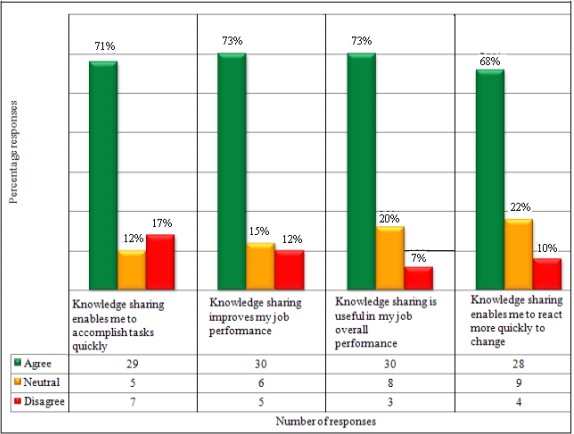 Percentage responses
71%
12%
17%
73%
15%
12%
73%
20%
7%
68%
22%
10%
Knowledge sharing
enables me to
accomplish tasks
quickly
Knowledge sharing
improves my job
performance
Knowledge sharing is
useful in my job
overall
performance
Knowledge sharing
enables me to react
more quickly to
change
Agree 29 30 30 28
Neutral 5 6 8 9
Disagree 7 5 3 4
Number of responses